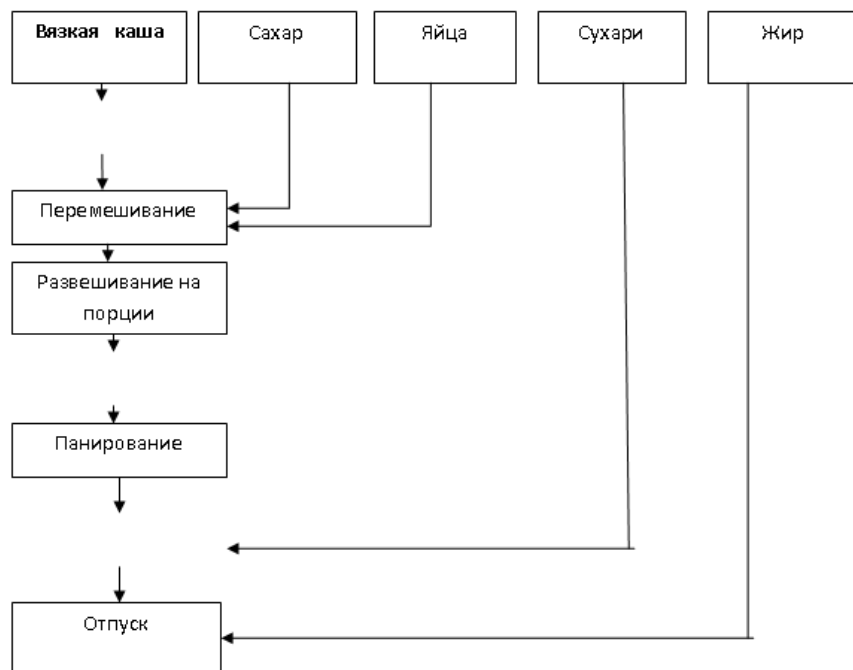 Вязкая каша
Сахар
Яйца
Сухари
Жир
Перемешивание
Развешивание на
порции
Панирование
Отпуск